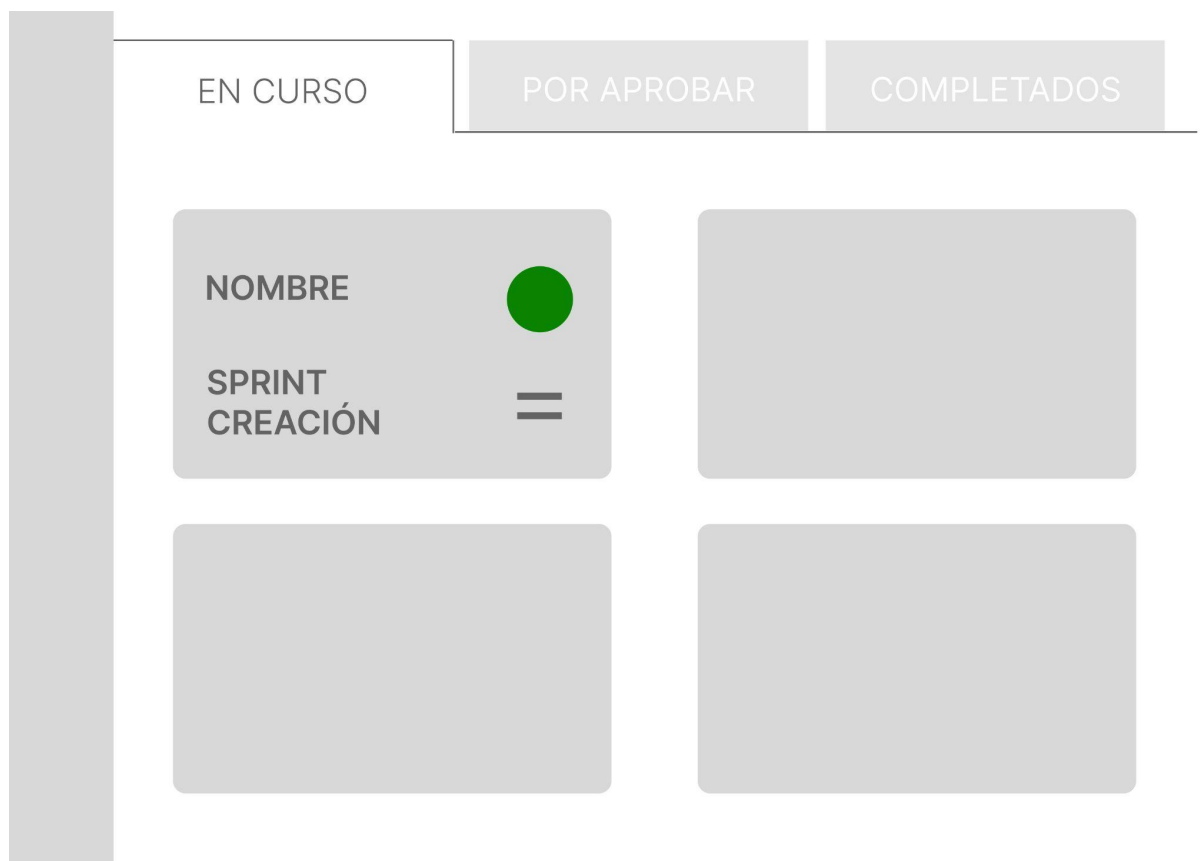 EN CURSO
POR APROBAR
COMPLETADOS
NOMBRE
SPRINT
CREACIÓN
=